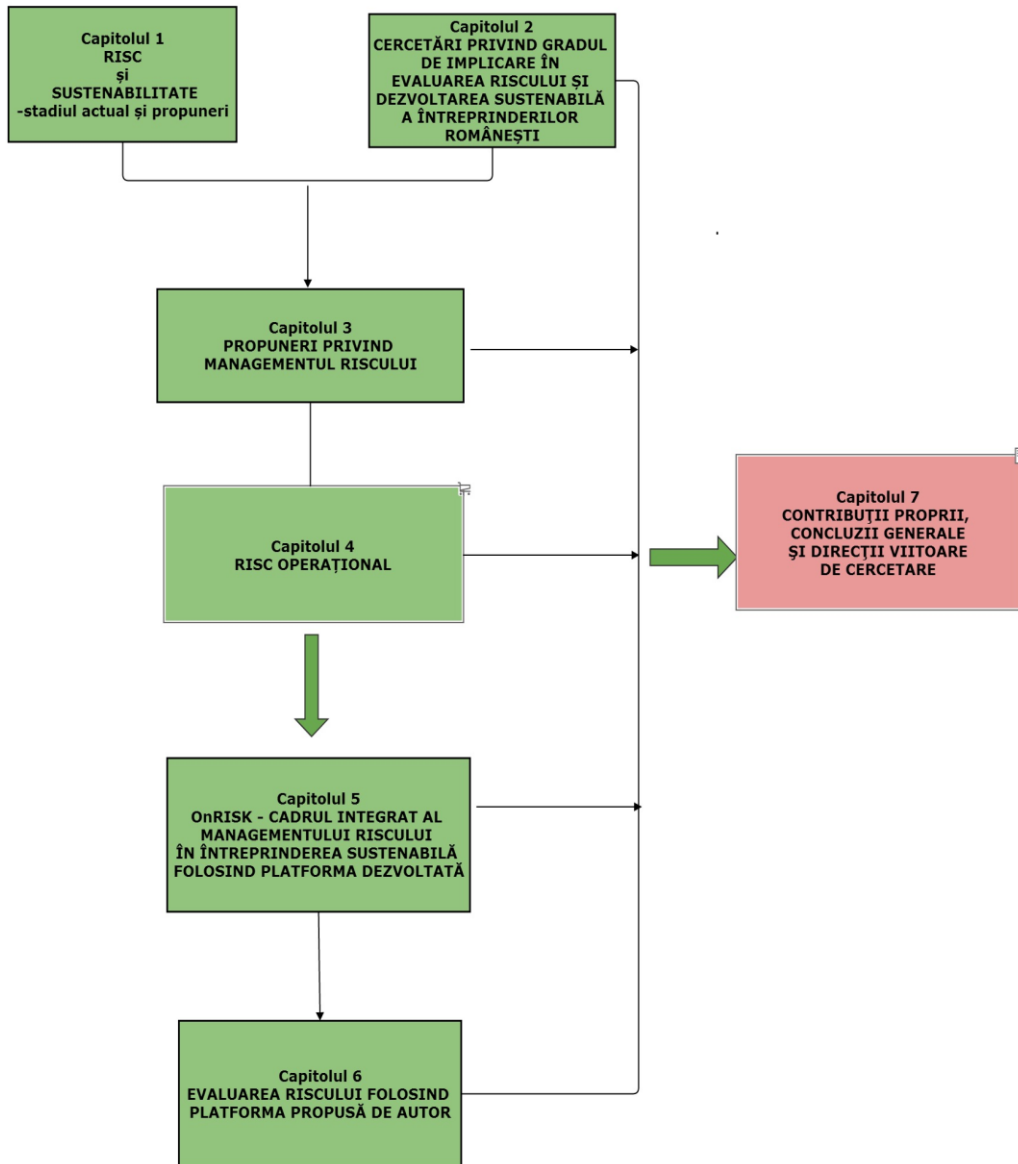 Capitolul 1
RISC
și
SUSTENABILITATE
-stadiul actual și propuneri
Capitolul 2
CERCETĂRI PRIVIND GRADUL
DE IMPLICARE ÎN
EVALUAREA RISCULUI ȘI
DEZVOLTAREA SUSTENABILĂ
A ÎNTREPRINDERILOR
ROMÂNEȘTI
Capitolul 3
PROPUNERI PRIVIND
MANAGEMENTUL RISCULUI
Capitolul 4
RISC OPERAȚIONAL
Capitolul 7
CONTRIBUŢII PROPRII,
CONCLUZII GENERALE
ŞI DIRECŢII VIITOARE
DE CERCETARE
Capitolul 5
OnRISK - CADRUL INTEGRAT AL
MANAGEMENTULUI RISCULUI
ÎN ÎNTREPRINDEREA SUSTENABILĂ
FOLOSIND PLATFORMA DEZVOLTATĂ
Capitolul 6
EVALUAREA RISCULUI FOLOSIND
PLATFORMA PROPUSĂ DE AUTOR